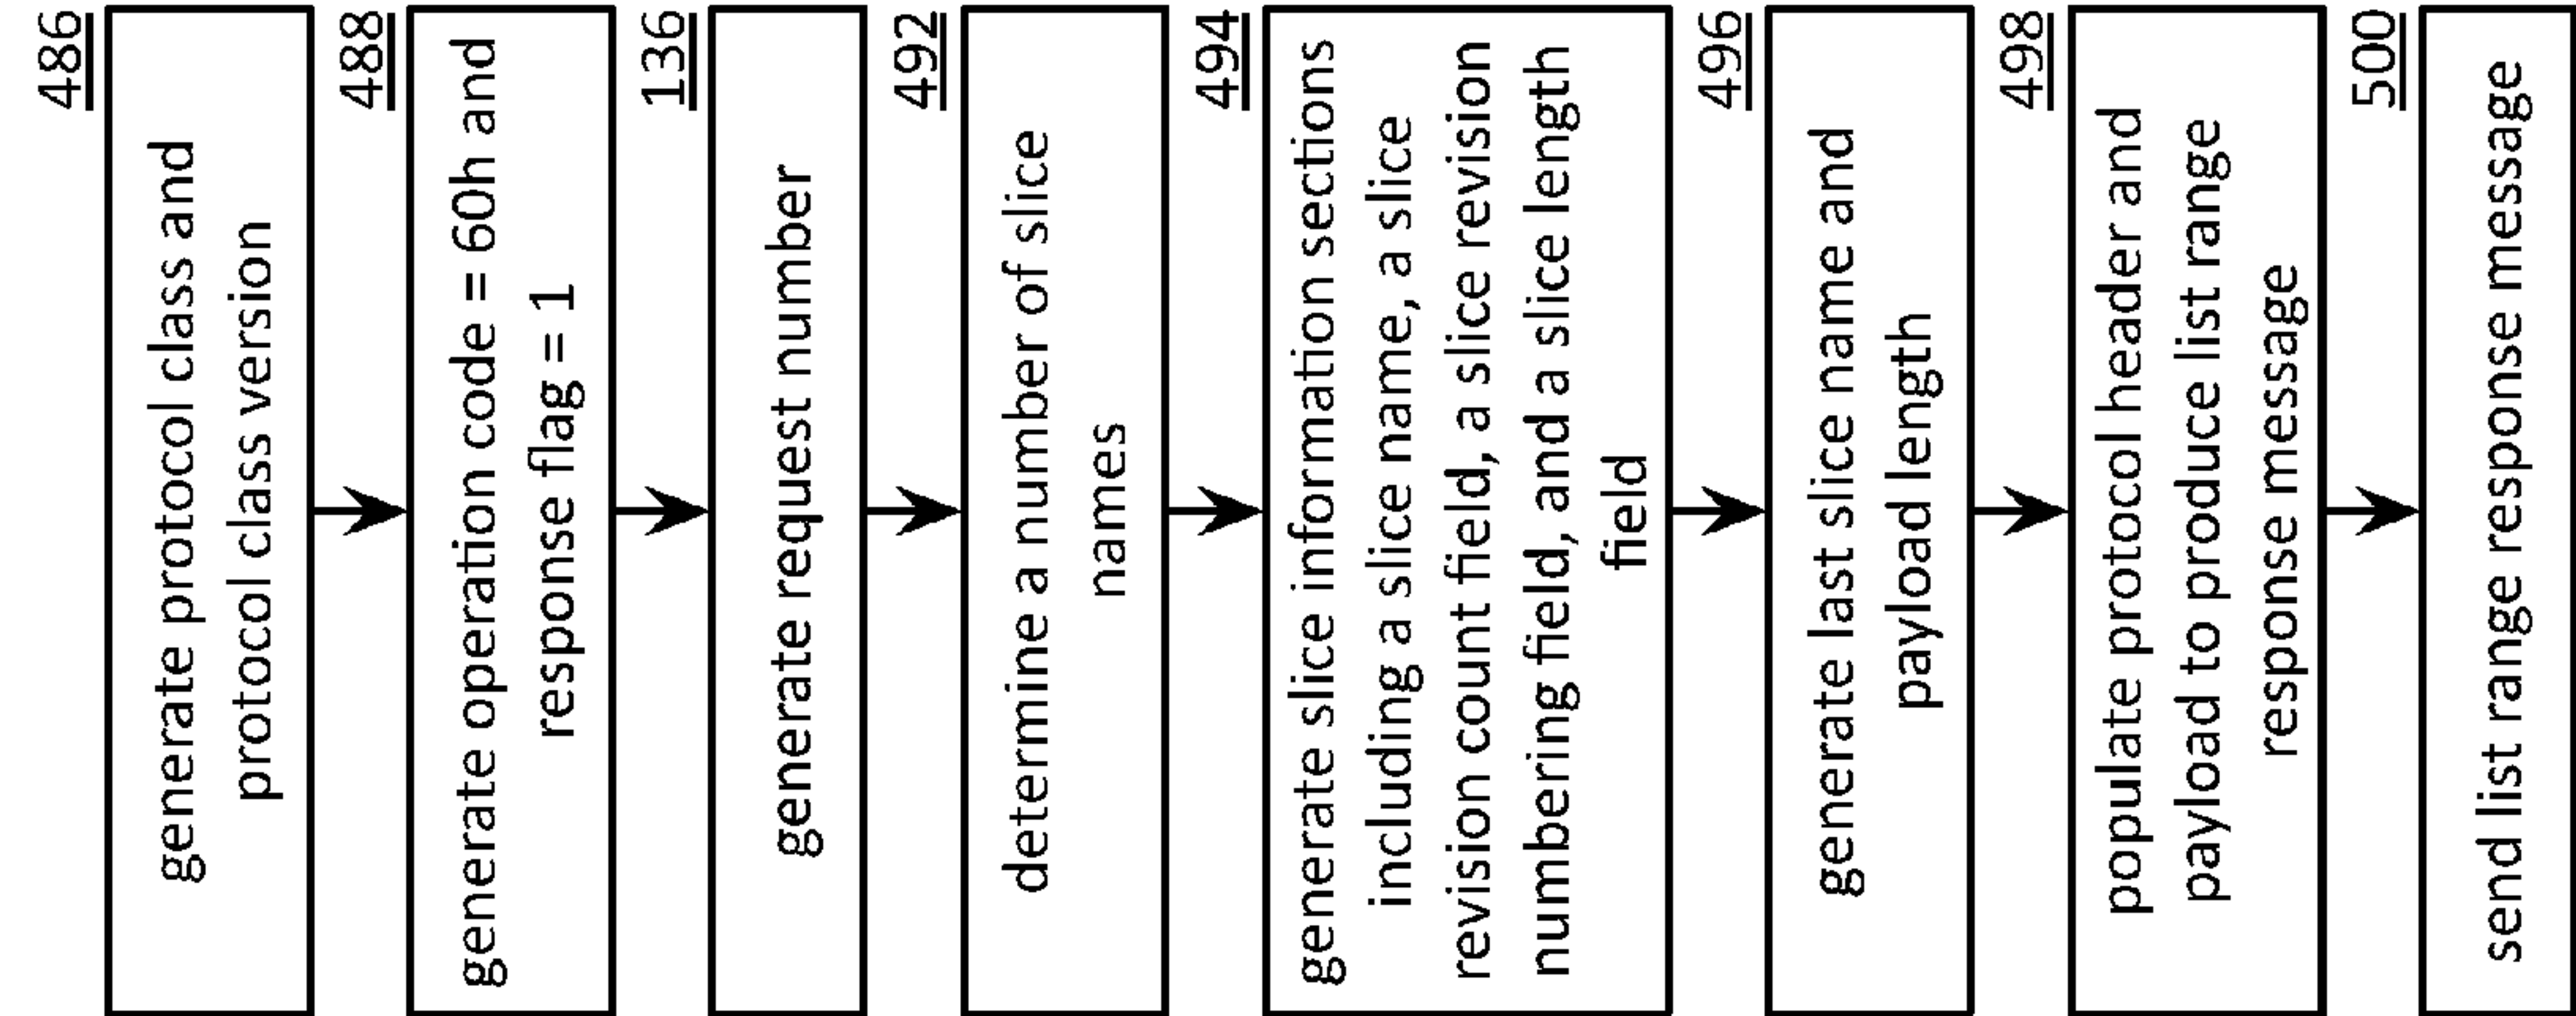 486
generate protocol class and
protocol class version
488
generate operation code = 60h and
response flag = 1
136
generate request number
492
determine a number of slice
names
494
generate slice information sections
including a slice name, a slice
revision count field, a slice revision
numbering field, and a slice length
field
496
generate last slice name and
payload length
498
populate protocol header and
payload to produce list range
response message
500
send list range response message